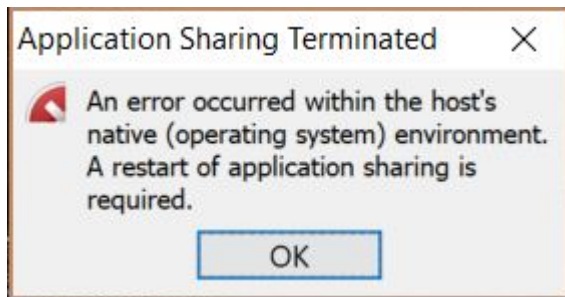 Application Sharing Terminated
An error occurred within the host's
native (operating system) environment.
A restart of application sharing is
required.
OK